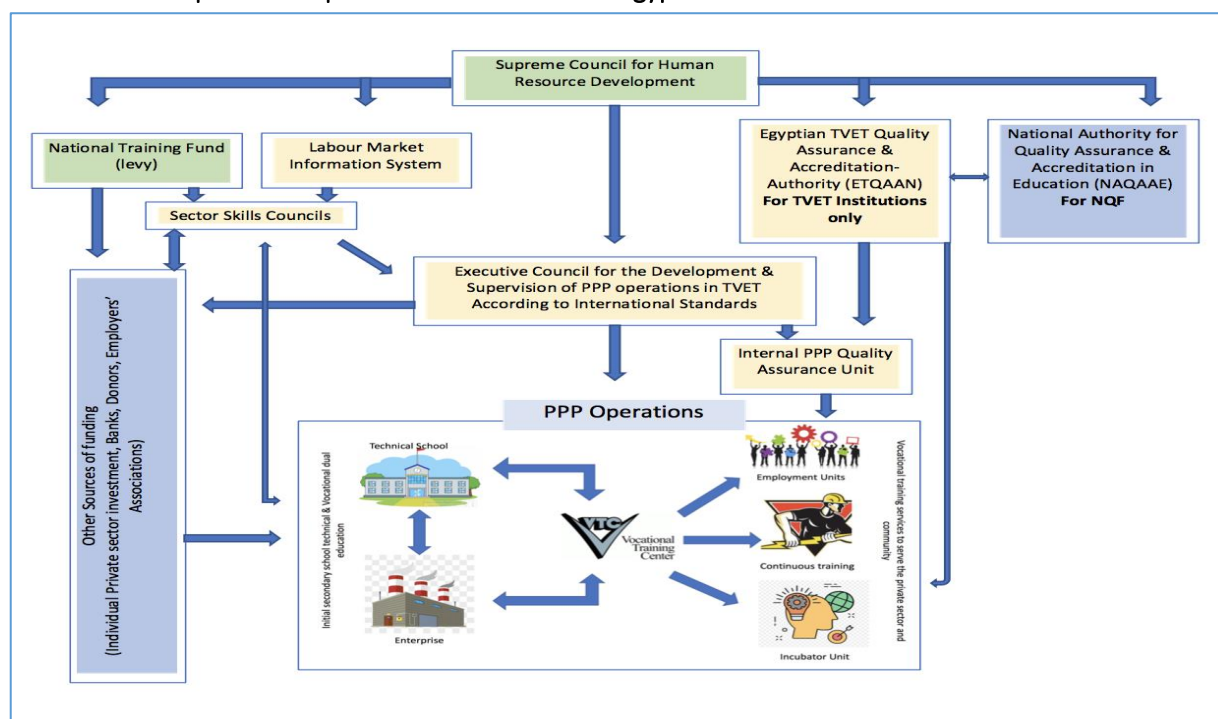 Supreme Council for Human
Resource Development
National Training Fund
(levy)
Labour Market
Information System
Egyptian TVET Quality
Assurance &
Accreditation-
Authority (ETQAAN)
For TVET Institutions
only
National Authority for
Quality Assurance &
Accreditation in
Education (NAQAAE)
For NQF
Sector Skills Councils
Executive Council for the Development &
Supervision of PPP operations in TVET
According to International Standards
Internal PPP Quality
Assurance Unit
Other Sources of funding
(Individual Private sector investment, Banks, Donors, Employers'
Associations)
PPP Operations
Initial secondary school technical & Vocational dual
education
Technical School
Enterprise
VTC
Vocational
Training
Center
Employment Units
Continuous training
Incubator Unit
Vocational training services to serve the private sector and
community